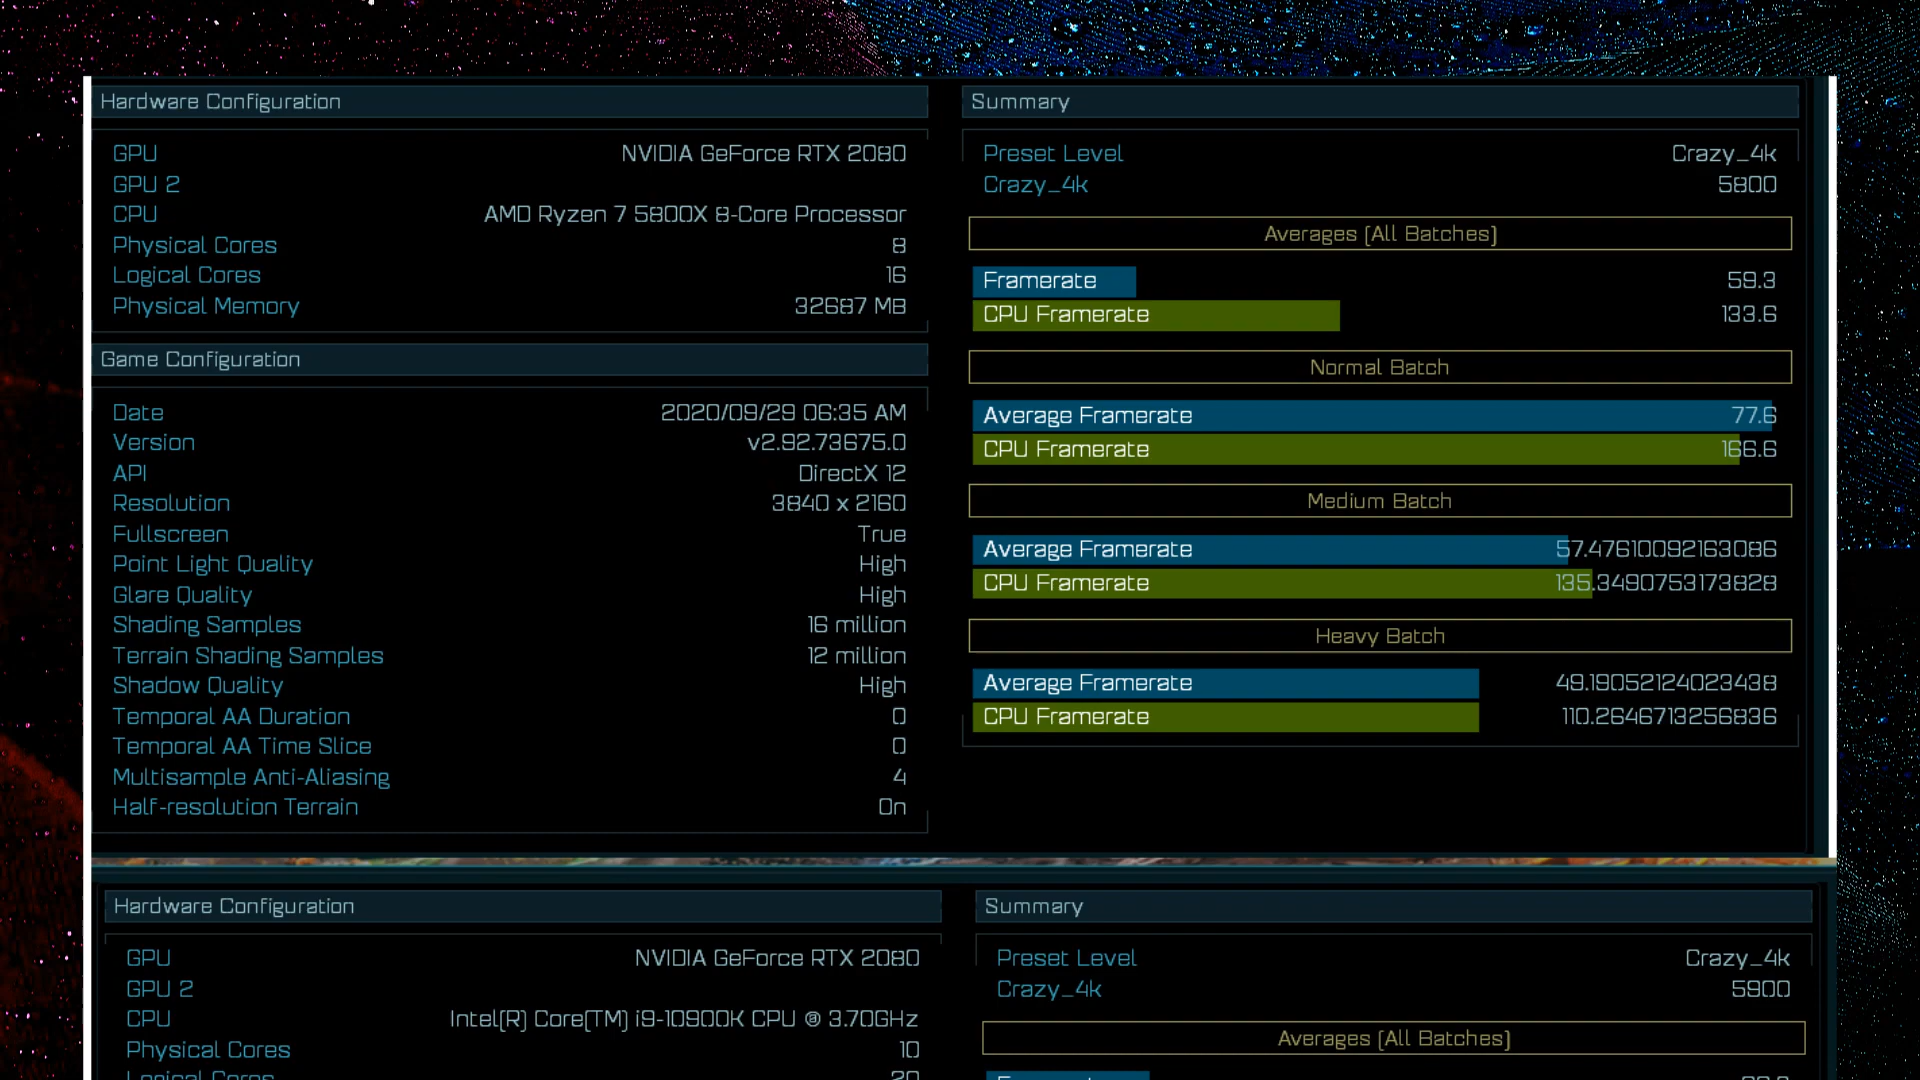 Hardware Configuration
GPU NVIDIA GeForce RTX 2080
GPU 2
CPU AMD Ryzen 7 5800X 8-Core Processor
Physical Cores 8
Logical Cores 16
Physical Memory 32687 MB
Game Configuration
Date 2020/09/29 06:35 AM
Version v2.92.73675.0
API DirectX 12
Resolution 3840 x 2160
Fullscreen True
Point Light Quality High
Glare Quality High
Shading Samples 16 million
Terrain Shading Samples 12 million
Shadow Quality High
Temporal AA Duration 0
Temporal AA Time Slice 0
Multisample Anti-Aliasing 4
Half-resolution Terrain On
Summary
Preset Level Crazy_4k
Crazy_4k 5800
Averages (All Batches)
Framerate 59.3
CPU Framerate 133.6
Normal Batch
Average Framerate 77.6
CPU Framerate 166.6
Medium Batch
Average Framerate 57.47610092163086
CPU Framerate 135.3490753173828
Heavy Batch
Average Framerate 49.19052124023438
CPU Framerate 110.2646713256836
Hardware Configuration
GPU NVIDIA GeForce RTX 2080
GPU 2
CPU Intel(R) Core(TM) i9-10900K CPU @ 3.70GHz
Physical Cores 10
Logical Cores 20
Summary
Preset Level Crazy_4k
Crazy_4k 5900
Averages (All Batches)